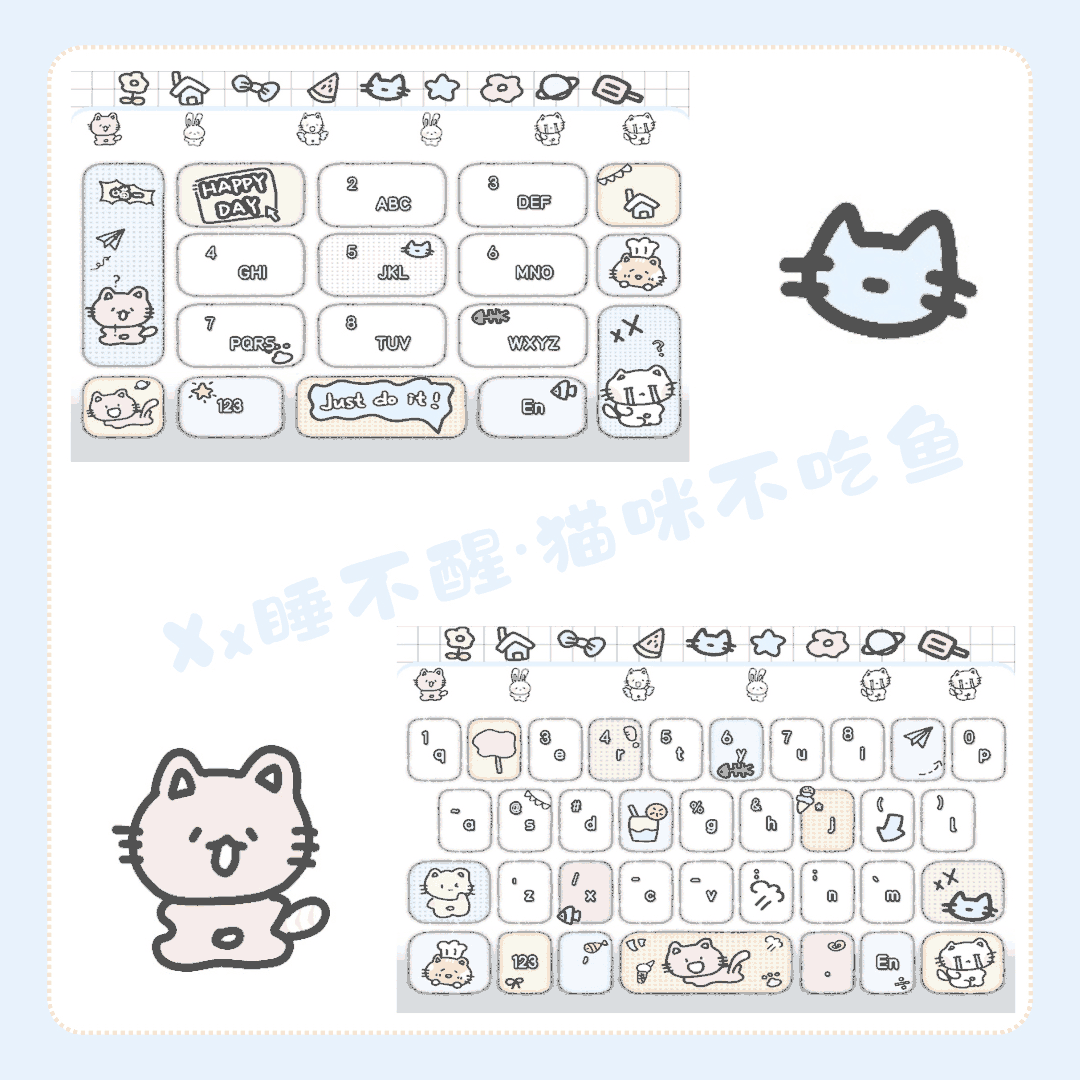 HAPPY
DAY
2
ABC
3
DEF
4
GHI
5
JKL
6
MNO
?
7
PQRS
8
TUV
WXYZ
?
123
Just do it!
En
Xx睡不醒·猫咪不吃鱼
1 3 4 5 6 7 8 0
q e r t y u i p
~ @ # % & * ( )
a s d g h j l
' / - _ : ; 、
z x c v n m
123 , 。 En